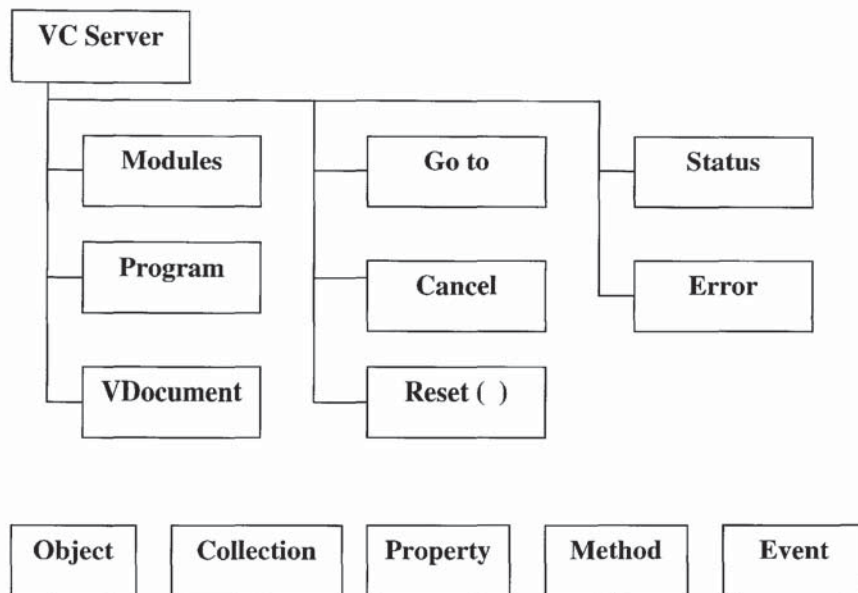 VC Server
Modules
Go to
Status
Program
Cancel
Error
VDocument
Reset ( )
Object
Collection
Property
Method
Event